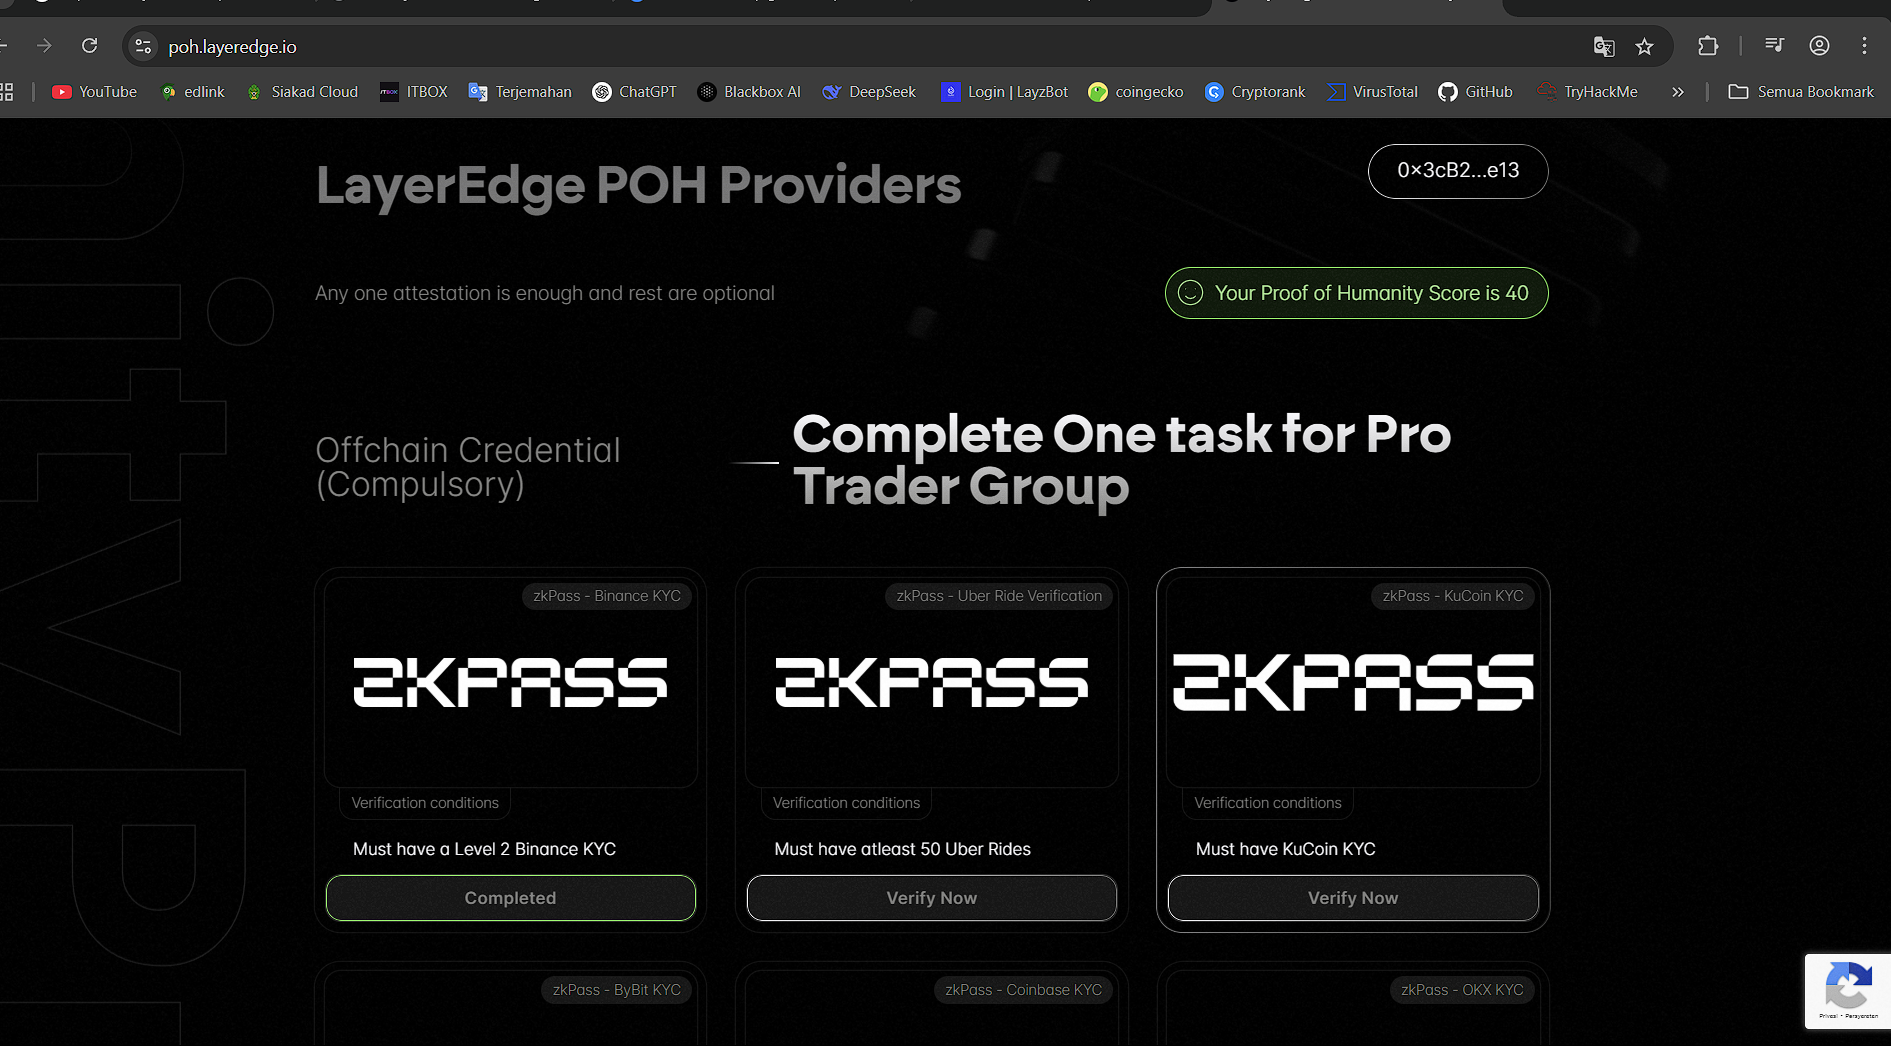 poh.layeredge.io
YouTube
edlink
Siakad Cloud
ITBOX
Terjemahan
ChatGPT
Blackbox AI
DeepSeek
Login | LayzBot
coingecko
Cryptorank
VirusTotal
GitHub
TryHackMe
»
Semua Bookmark
LayerEdge POH Providers
0×3cB2...e13
Any one attestation is enough and rest are optional
Your Proof of Humanity Score is 40
Offchain Credential
(Compulsory)
Complete One task for Pro
Trader Group
zkPass - Binance KYC
ZKPASS
Verification conditions
Must have a Level 2 Binance KYC
Completed
zkPass - Uber Ride Verification
ZKPASS
Verification conditions
Must have atleast 50 Uber Rides
Verify Now
zkPass - KuCoin KYC
ZKPASS
Verification conditions
Must have KuCoin KYC
Verify Now
zkPass - ByBit KYC
zkPass - Coinbase KYC
zkPass - OKX KYC
Privasi - Persyaratan